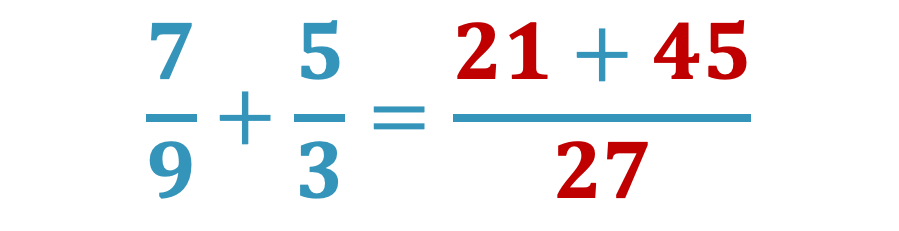 7/9 + 5/3 = (21 + 45)/27